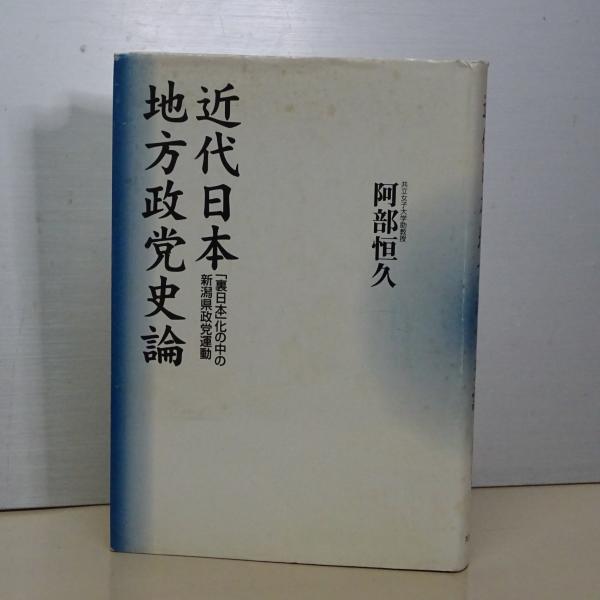 近代日本
地方政党史論
「裏日本」化の中の
新潟県政党運動
共立女子大学助教授
阿部恒久